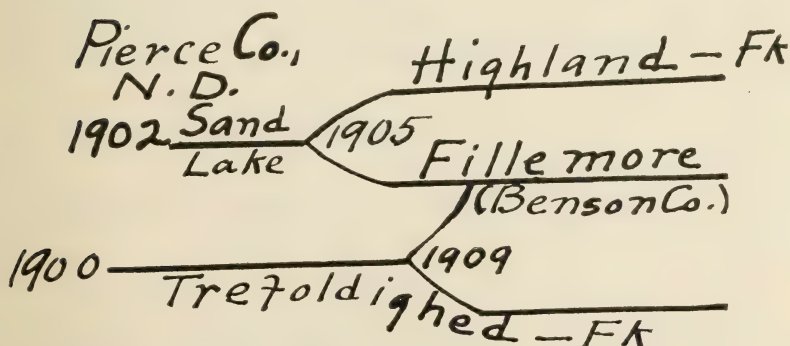 Pierce Co.,
N. D.
Highland - Fk
1902 Sand
Lake
1905
Fillemore
(Benson Co.)
1900
1909
Trefoldighed - Fk